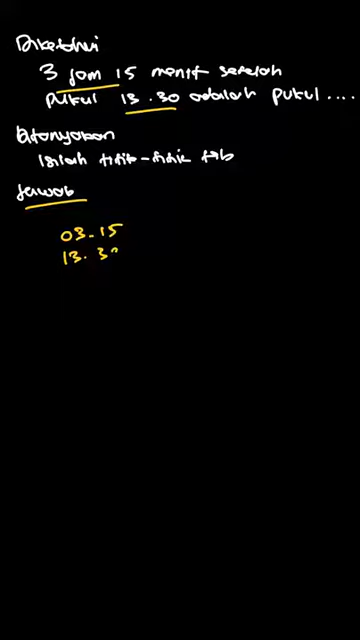 Diketahui
3 jam 15 menit setelah
pukul 13.30 adalah pukul ....
Ditanyakan
Isilah titik-titik tsb
Jawab
03.15
13.3